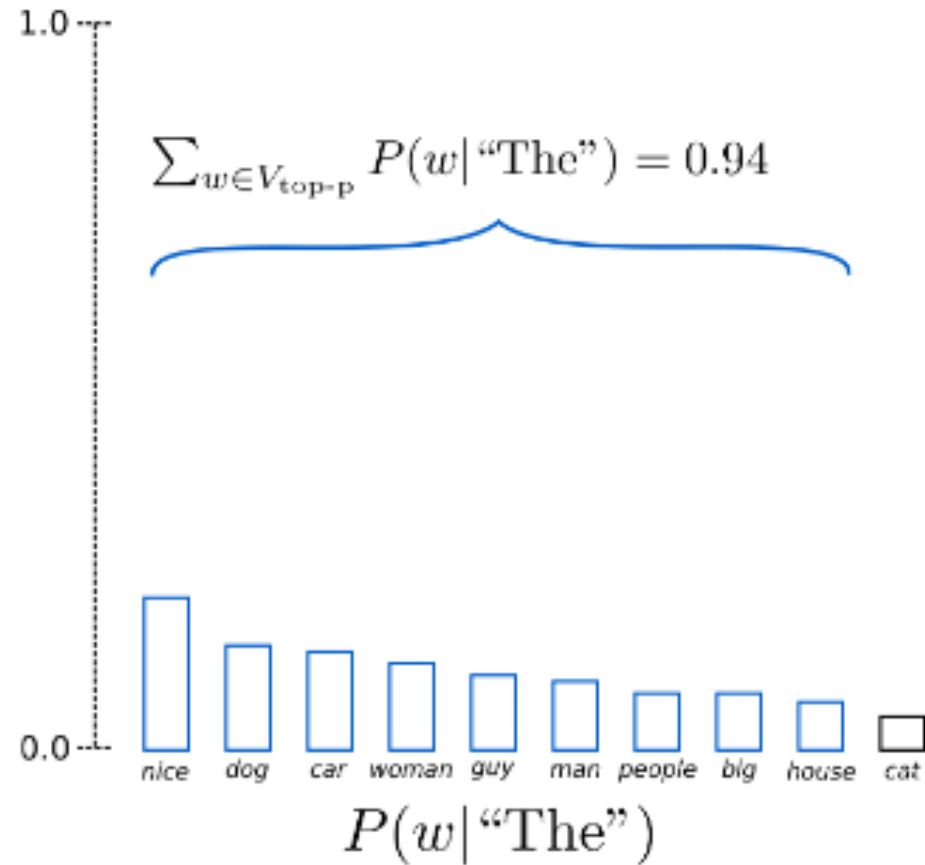 1.0
∑w∈Vtop-p P(w|“The”) = 0.94
0.0
nice dog car woman guy man people big house cat
P(w|“The”)